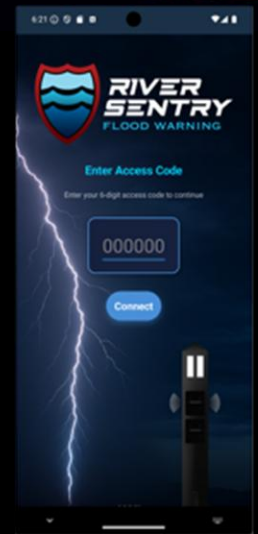 6:21
RIVER
SENTRY
FLOOD WARNING
Enter Access Code
Enter your 6-digit access code to continue
000000
Connect